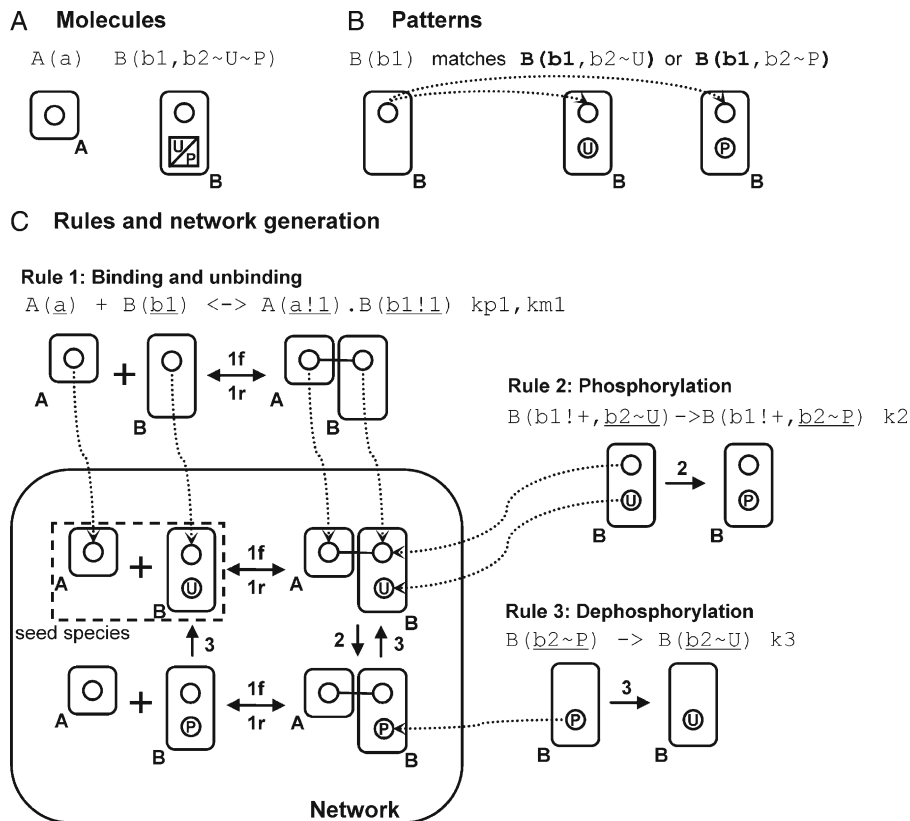 A Molecules
A(a) B(b1,b2~U~P)
A
U P
B
B Patterns
B(b1) matches B(b1,b2~U) or B(b1,b2~P)
U P
B B B
C Rules and network generation
Rule 1: Binding and unbinding
A(a) + B(b1) <-> A(a!1).B(b1!1) kp1,km1
+ 1f
1r
A B A B
Rule 2: Phosphorylation
B(b1!+,b2~U)->B(b1!+,b2~P) k2
2
U P
B B
+ 1f
1r
A U A U
B B
seed species
3 2 3
Rule 3: Dephosphorylation
B(b2~P) -> B(b2~U) k3
3
P U
B B
+ 1f
1r
A P A P
B B
Network